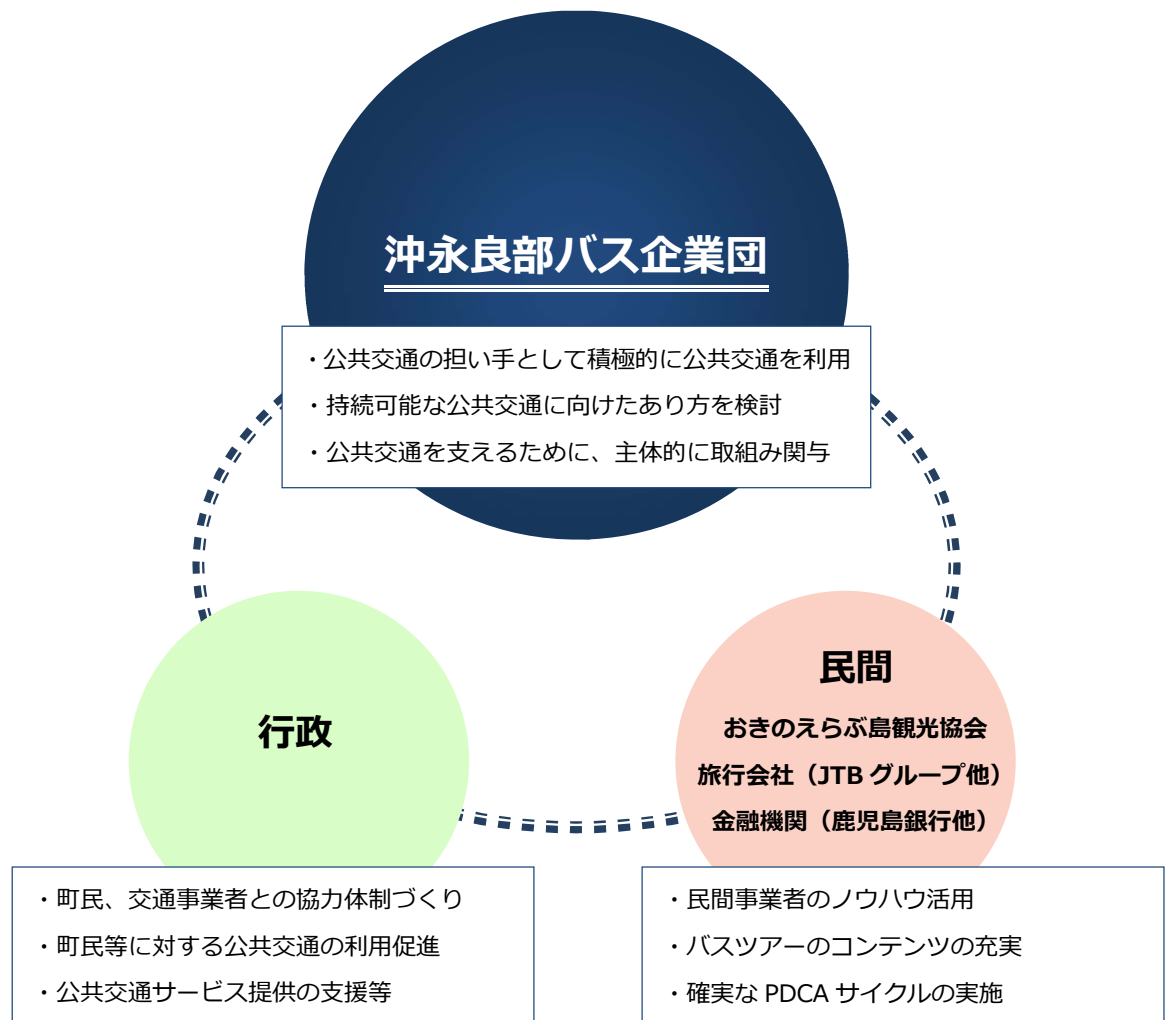 沖永良部バス企業団
・公共交通の担い手として積極的に公共交通を利用
・持続可能な公共交通に向けたあり方を検討
・公共交通を支えるために、主体的に取組み関与
行政
・町民、交通事業者との協力体制づくり
・町民等に対する公共交通の利用促進
・公共交通サービス提供の支援等
民間
おきのえらぶ島観光協会
旅行会社（JTB グループ他）
金融機関（鹿児島銀行他）
・民間事業者のノウハウ活用
・バスツアーのコンテンツの充実
・確実な PDCA サイクルの実施